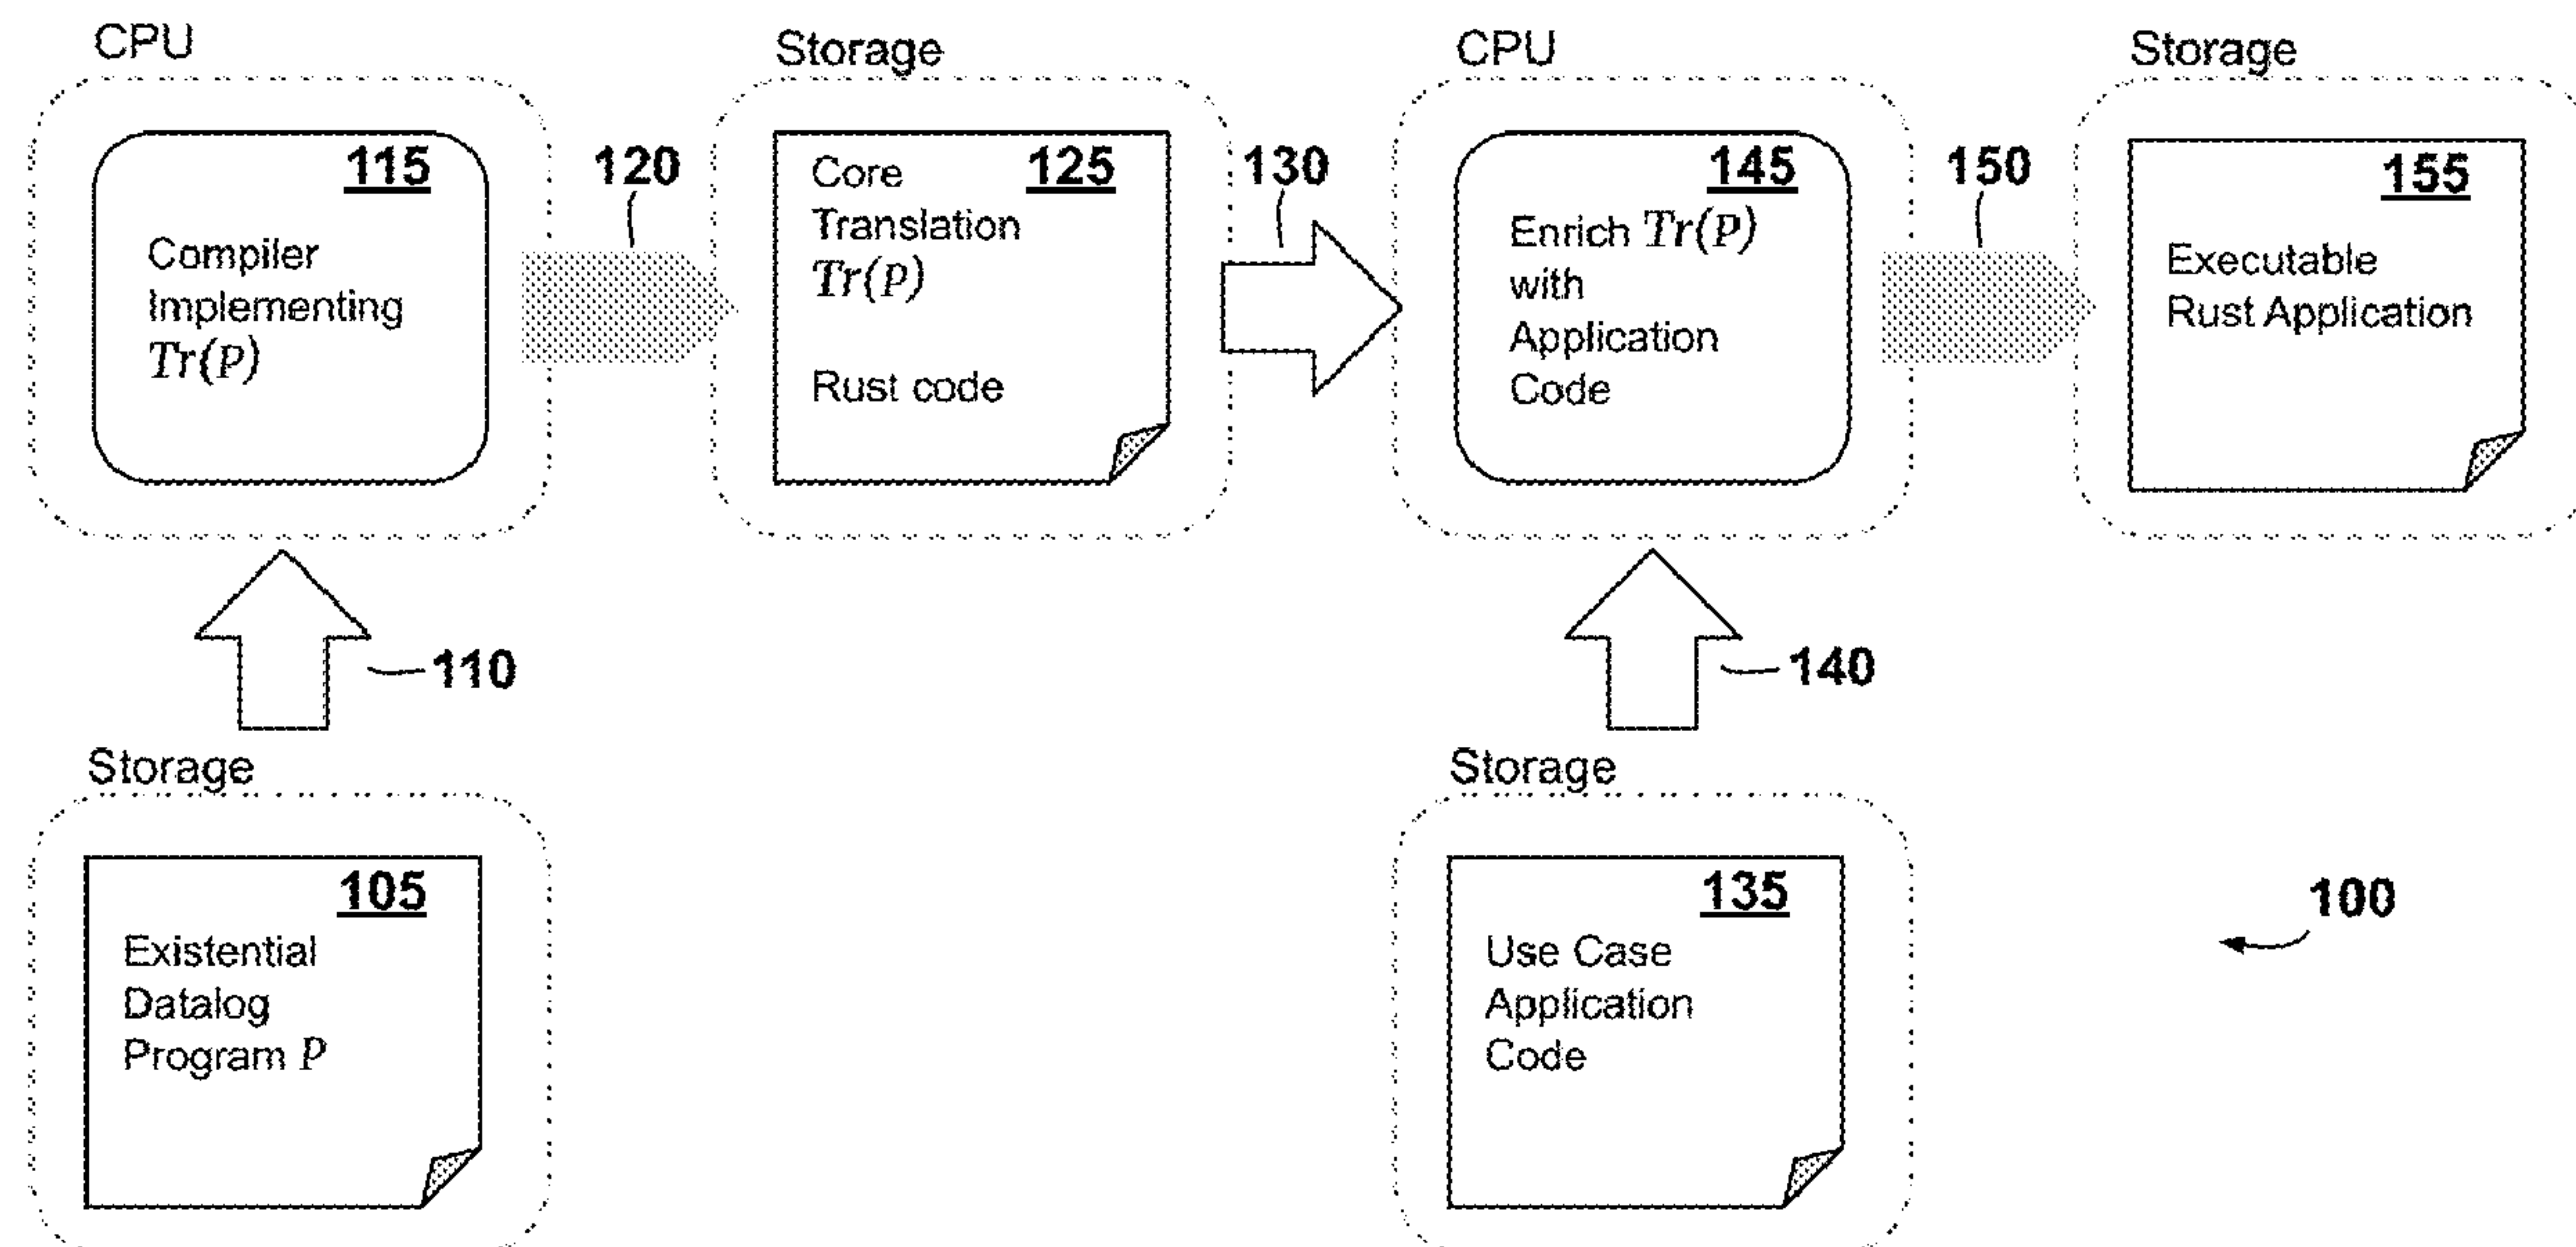 CPU
115
Compiler
Implementing
Tr(P)
120
Storage
125
Core
Translation
Tr(P)
Rust code
130
CPU
145
Enrich Tr(P)
with
Application
Code
150
Storage
155
Executable
Rust Application
110
140
Storage
105
Existential
Datalog
Program P
Storage
135
Use Case
Application
Code
100